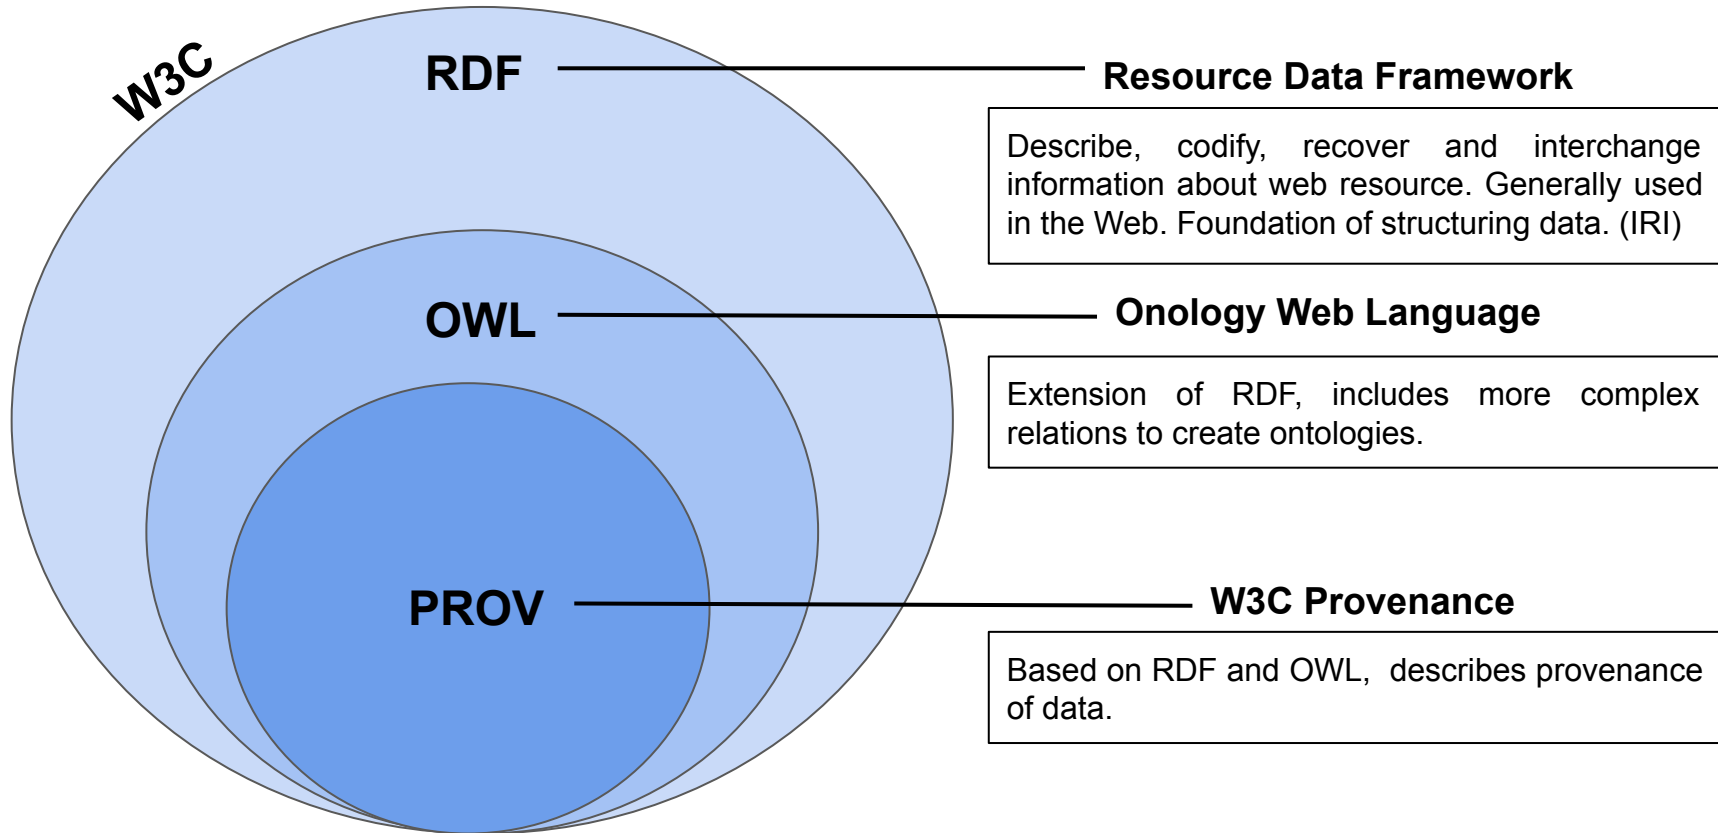 W3C
RDF
Resource Data Framework
Describe, codify, recover and interchange
information about web resource. Generally used
in the Web. Foundation of structuring data. (IRI)
OWL
Onology Web Language
Extension of RDF, includes more complex
relations to create ontologies.
PROV
W3C Provenance
Based on RDF and OWL, describes provenance
of data.